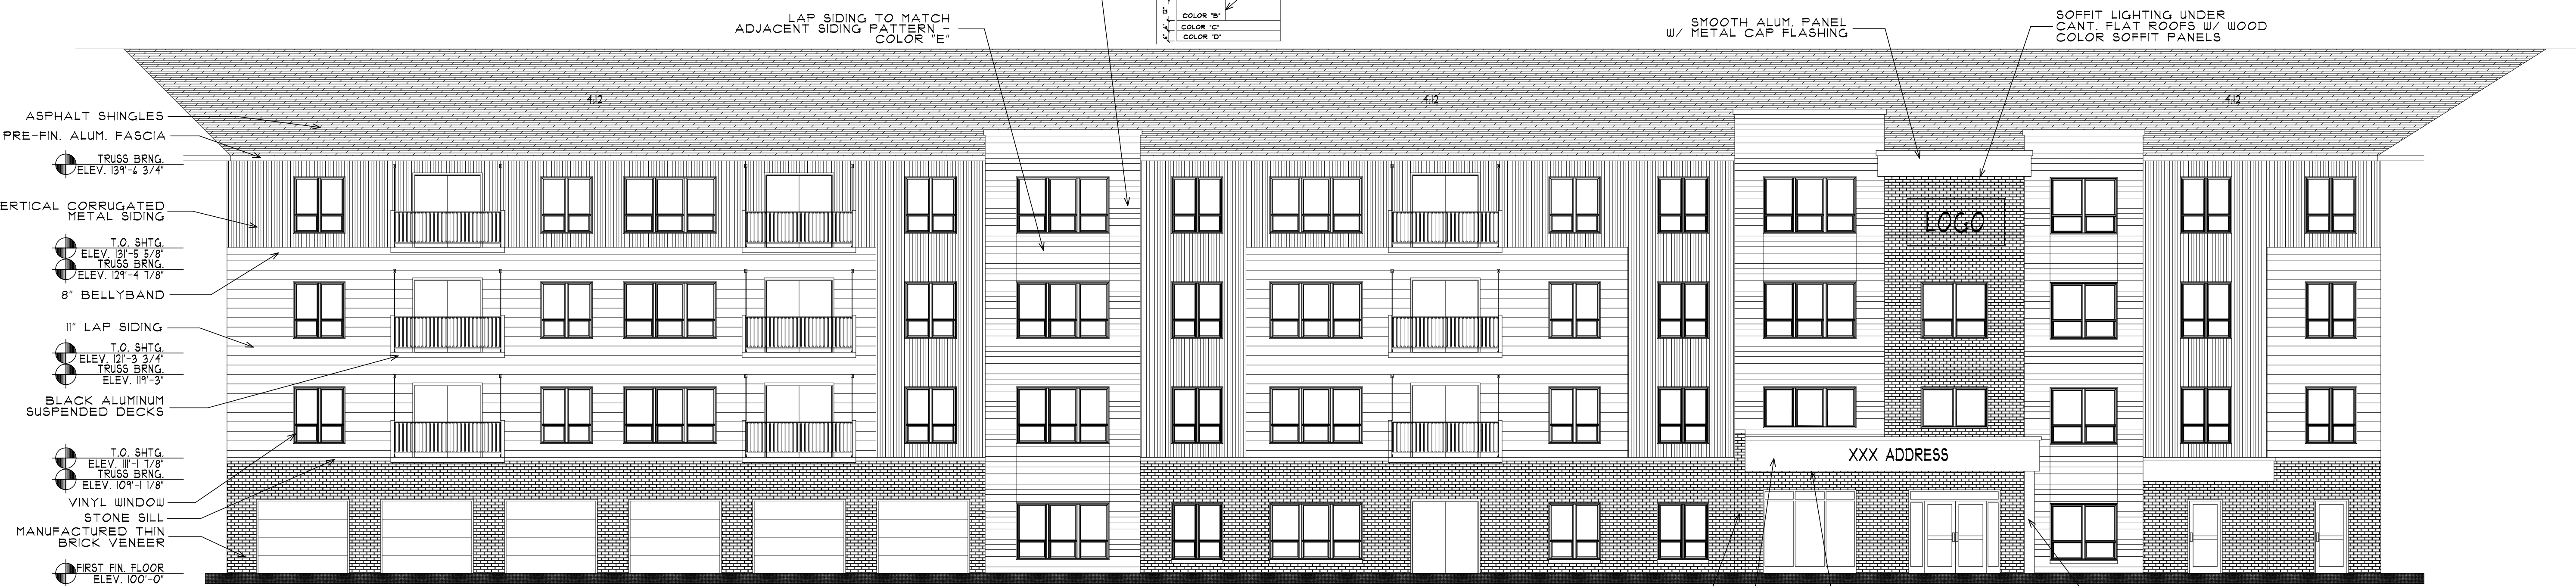 LAP SIDING TO MATCH
ADJACENT SIDING PATTERN -
COLOR "E"
COLOR "B"
COLOR "C"
COLOR "D"
SMOOTH ALUM. PANEL
W/ METAL CAP FLASHING
SOFFIT LIGHTING UNDER
CANT. FLAT ROOFS W/ WOOD
COLOR SOFFIT PANELS
4:12
4:12
4:12
ASPHALT SHINGLES
PRE-FIN. ALUM. FASCIA
TRUSS BRNG.
ELEV. 139'-6 3/4"
ERTICAL CORRUGATED
METAL SIDING
T.O. SHTG.
ELEV. 131'-5 5/8"
TRUSS BRNG.
ELEV. 129'-4 7/8"
8" BELLYBAND
11" LAP SIDING
T.O. SHTG.
ELEV. 121'-3 3/4"
TRUSS BRNG.
ELEV. 119'-3"
BLACK ALUMINUM
SUSPENDED DECKS
T.O. SHTG.
ELEV. 111'-1 7/8"
TRUSS BRNG.
ELEV. 109'-1 1/8"
VINYL WINDOW
STONE SILL
MANUFACTURED THIN
BRICK VENEER
FIRST FIN. FLOOR
ELEV. 100'-0"
LOGO
XXX ADDRESS